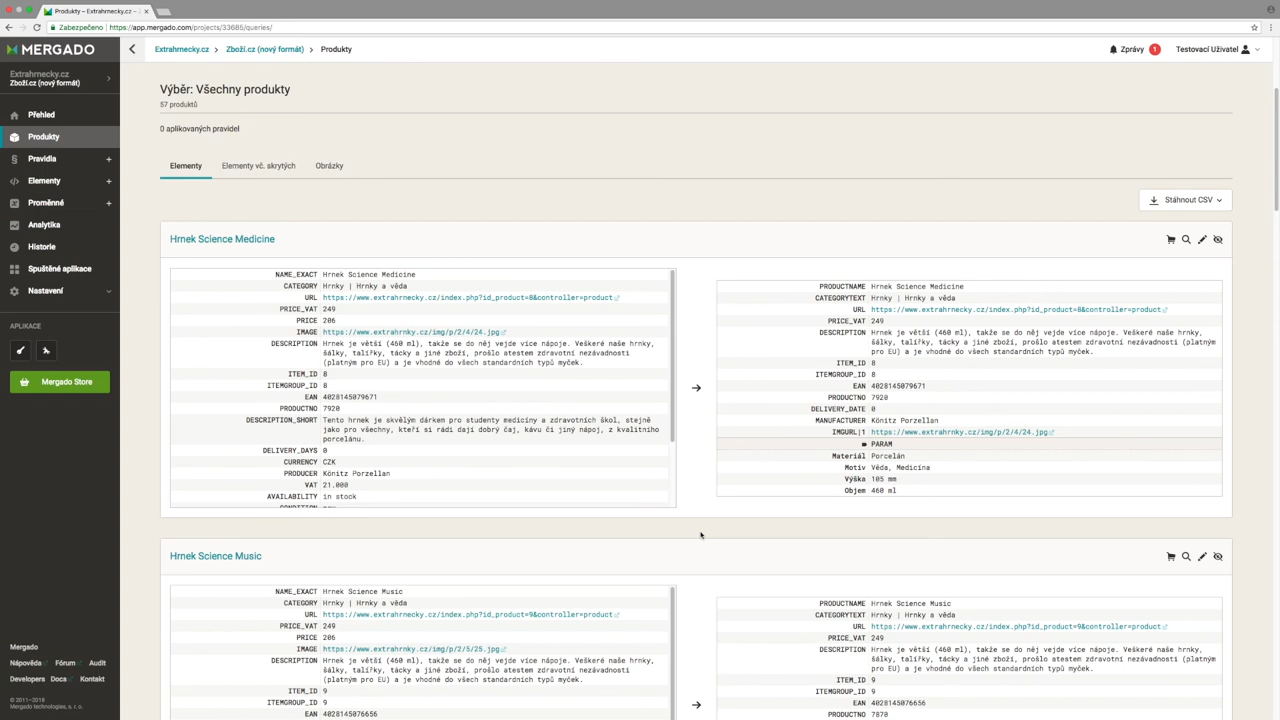 Produkty – Extrahrnecky.cz
Zabezpečeno
https://app.mergado.com/projects/33685/queries/
MERGADO
Extrahrnecky.cz
Zboží.cz (nový formát)
Produkty
Zprávy
1
Testovací Uživatel
Extrahrnecky.cz
Zboží.cz (nový formát)
Přehled
Produkty
Pravidla
Elementy
Proměnné
Analytika
Historie
Spuštěné aplikace
Nastavení
APLIKACE
Mergado Store
Mergado
Nápověda
Fórum
Audit
Developers
Docs
Kontakt
© 2011–2018
Mergado technologies, s. r. o.
Výběr: Všechny produkty
57 produktů
0 aplikovaných pravidel
Elementy
Elementy vč. skrytých
Obrázky
Stáhnout CSV
Hrnek Science Medicine
NAME_EXACT Hrnek Science Medicine
CATEGORY Hrnky | Hrnky a věda
URL https://www.extrahrnecky.cz/index.php?id_product=8&controller=product
PRICE_VAT 249
PRICE 206
IMAGE https://www.extrahrnky.cz/img/p/2/4/24.jpg
DESCRIPTION Hrnek je větší (460 ml), takže se do něj vejde více nápoje. Veškeré naše hrnky,
šálky, talířky, tácky a jiné zboží, prošlo atestem zdravotní nezávadnosti
(platným pro EU) a je vhodné do všech standardních typů myček.
ITEM_ID 8
ITEMGROUP_ID 8
EAN 4028145079671
PRODUCTNO 7920
DESCRIPTION_SHORT Tento hrnek je skvělým dárkem pro studenty medicíny a zdravotních škol, stejně
jako pro všechny, kteří si rádi dají dobrý čaj, kávu či jiný nápoj, z kvalitního
porcelánu.
DELIVERY_DAYS 0
CURRENCY CZK
PRODUCER Könitz Porzellan
VAT 21.000
AVAILABILITY in stock
CONDITION new
PRODUCTNAME Hrnek Science Medicine
CATEGORYTEXT Hrnky | Hrnky a věda
URL https://www.extrahrnecky.cz/index.php?id_product=8&controller=product
PRICE_VAT 249
DESCRIPTION Hrnek je větší (460 ml), takže se do něj vejde více nápoje. Veškeré naše hrnky,
šálky, talířky, tácky a jiné zboží, prošlo atestem zdravotní nezávadnosti (platným
pro EU) a je vhodné do všech standardních typů myček.
ITEM_ID 8
ITEMGROUP_ID 8
EAN 4028145079671
PRODUCTNO 7920
DELIVERY_DATE 0
MANUFACTURER Könitz Porzellan
IMGURL|1 https://www.extrahrnky.cz/img/p/2/4/24.jpg
PARAM
Materiál Porcelán
Motiv Věda, Medicína
Výška 105 mm
Objem 460 ml
Hrnek Science Music
NAME_EXACT Hrnek Science Music
CATEGORY Hrnky | Hrnky a věda
URL https://www.extrahrnecky.cz/index.php?id_product=9&controller=product
PRICE_VAT 249
PRICE 206
IMAGE https://www.extrahrnky.cz/img/p/2/5/25.jpg
DESCRIPTION Hrnek je větší (460 ml), takže se do něj vejde více nápoje. Veškeré naše hrnky,
šálky, talířky, tácky a jiné zboží, prošlo atestem zdravotní nezávadnosti
(platným pro EU) a je vhodné do všech standardních typů myček.
ITEM_ID 9
ITEMGROUP_ID 9
EAN 4028145076656
PRODUCTNAME Hrnek Science Music
CATEGORYTEXT Hrnky | Hrnky a věda
URL https://www.extrahrnecky.cz/index.php?id_product=9&controller=product
PRICE_VAT 249
DESCRIPTION Hrnek je větší (460 ml), takže se do něj vejde více nápoje. Veškeré naše hrnky,
šálky, talířky, tácky a jiné zboží, prošlo atestem zdravotní nezávadnosti (platným
pro EU) a je vhodné do všech standardních typů myček.
ITEM_ID 9
ITEMGROUP_ID 9
EAN 4028145076656
PRODUCTNO 7870